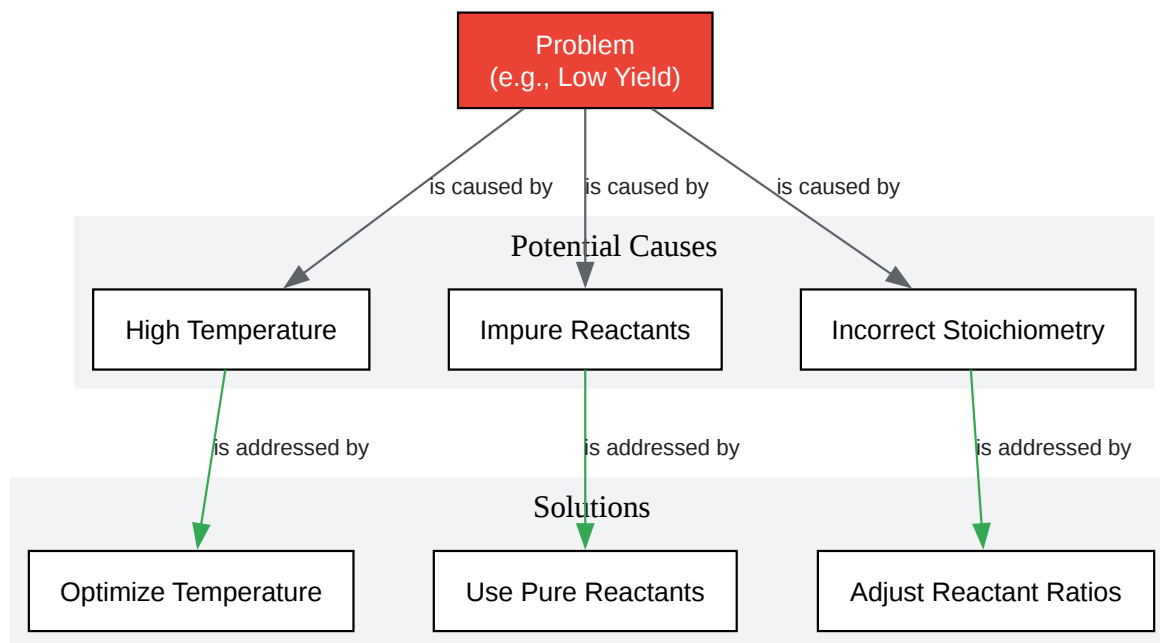 Problem
(e.g., Low Yield)
is caused by
is caused by
is caused by
Potential Causes
High Temperature
Impure Reactants
Incorrect Stoichiometry
is addressed by
is addressed by
is addressed by
Solutions
Optimize Temperature
Use Pure Reactants
Adjust Reactant Ratios